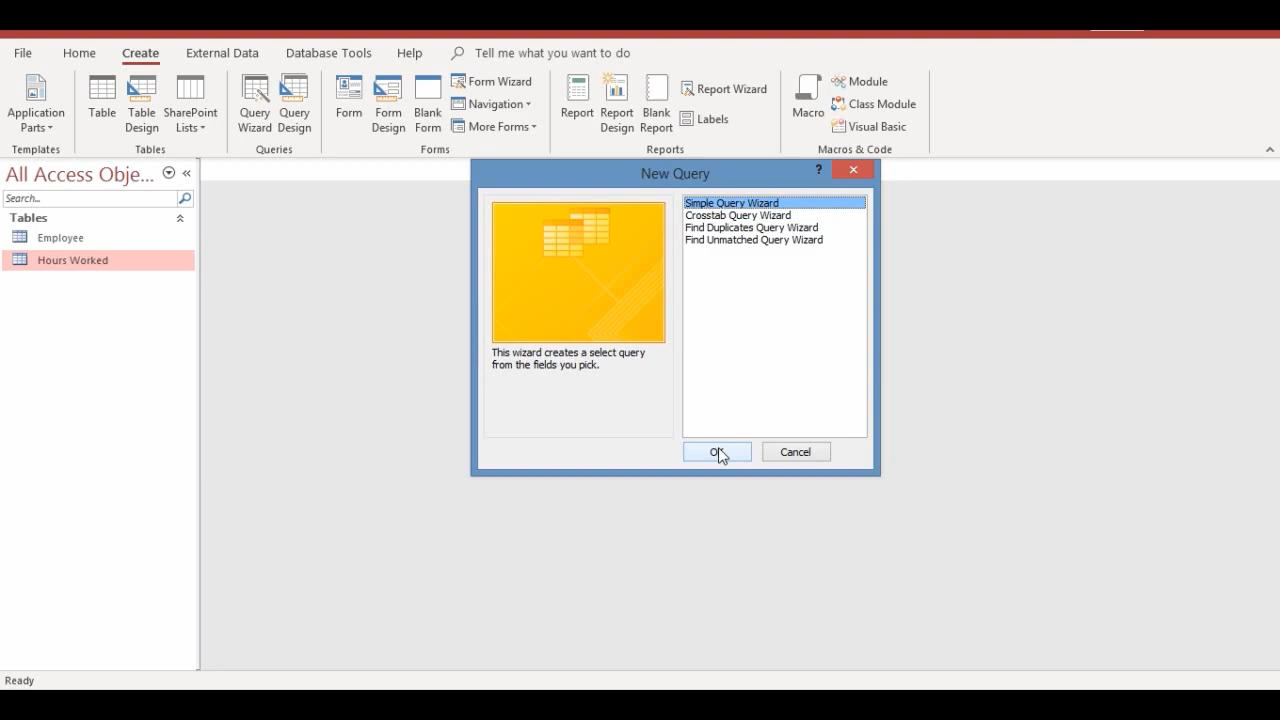 File Home Create External Data Database Tools Help Tell me what you want to do
Application Parts Table Table Design SharePoint Lists Query Wizard Query Design Form Form Design Blank Form Form Wizard Navigation More Forms Report Report Design Blank Report Report Wizard Labels Macro Module Class Module Visual Basic
Templates Tables Queries Forms Reports Macros & Code
All Access Obje... «
Search...
Tables
Employee
Hours Worked
New Query ?
Simple Query Wizard
Crosstab Query Wizard
Find Duplicates Query Wizard
Find Unmatched Query Wizard
This wizard creates a select query
from the fields you pick.
Cancel
Ready